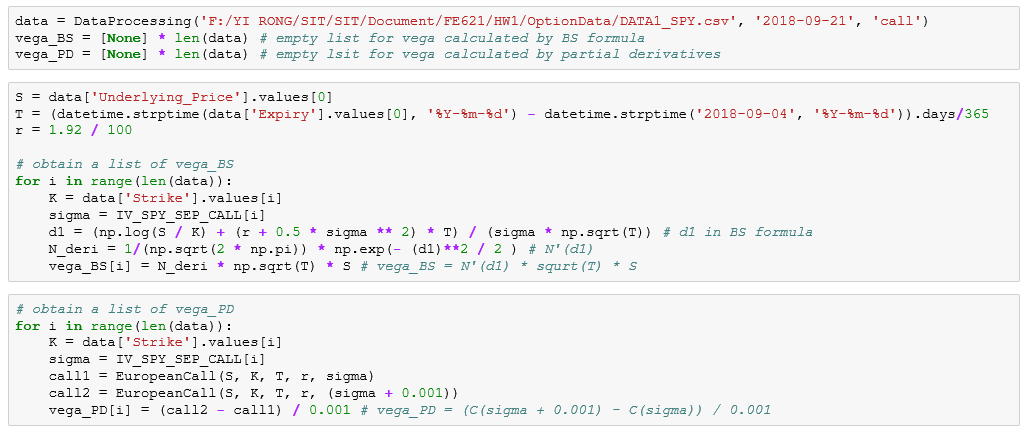 data = DataProcessing('F:/YI RONG/SIT/SIT/Document/FE621/HW1/OptionData/DATA1_SPY.csv', '2018-09-21', 'call')
vega_BS = [None] * len(data) # empty list for vega calculated by BS formula
vega_PD = [None] * len(data) # empty lsit for vega calculated by partial derivatives
S = data['Underlying_Price'].values[0]
T = (datetime.strptime(data['Expiry'].values[0], '%Y-%m-%d') - datetime.strptime('2018-09-04', '%Y-%m-%d')).days/365
r = 1.92 / 100
# obtain a list of vega_BS
for i in range(len(data)):
    K = data['Strike'].values[i]
    sigma = IV_SPY_SEP_CALL[i]
    d1 = (np.log(S / K) + (r + 0.5 * sigma ** 2) * T) / (sigma * np.sqrt(T)) # d1 in BS formula
    N_deri = 1/(np.sqrt(2 * np.pi)) * np.exp(- (d1)**2 / 2 ) # N'(d1)
    vega_BS[i] = N_deri * np.sqrt(T) * S # vega_BS = N'(d1) * squrt(T) * S
# obtain a list of vega_PD
for i in range(len(data)):
    K = data['Strike'].values[i]
    sigma = IV_SPY_SEP_CALL[i]
    call1 = EuropeanCall(S, K, T, r, sigma)
    call2 = EuropeanCall(S, K, T, r, (sigma + 0.001))
    vega_PD[i] = (call2 - call1) / 0.001 # vega_PD = (C(sigma + 0.001) - C(sigma)) / 0.001